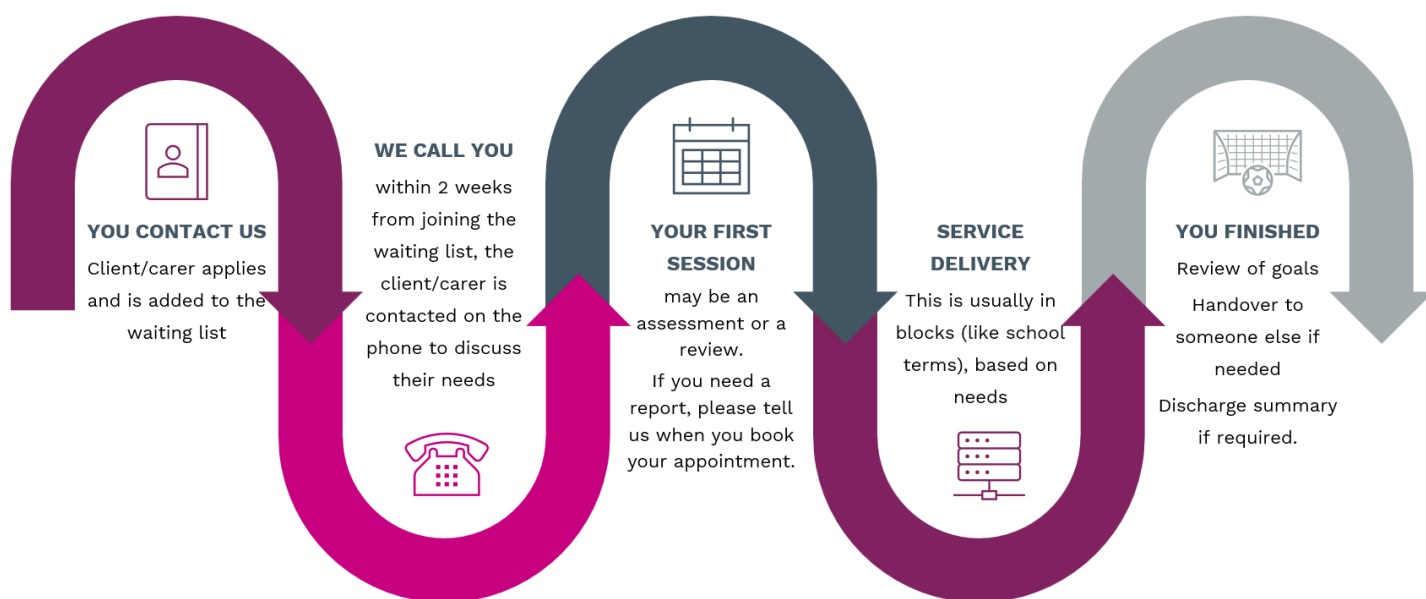 YOU CONTACT US
Client/carer applies
and is added to the
waiting list
WE CALL YOU
within 2 weeks
from joining the
waiting list, the
client/carer is
contacted on the
phone to discuss
their needs
YOUR FIRST
SESSION
may be an
assessment or a
review.
If you need a
report, please tell
us when you book
your appointment.
SERVICE
DELIVERY
This is usually in
blocks (like school
terms), based on
needs
YOU FINISHED
Review of goals
Handover to
someone else if
needed
Discharge summary
if required.